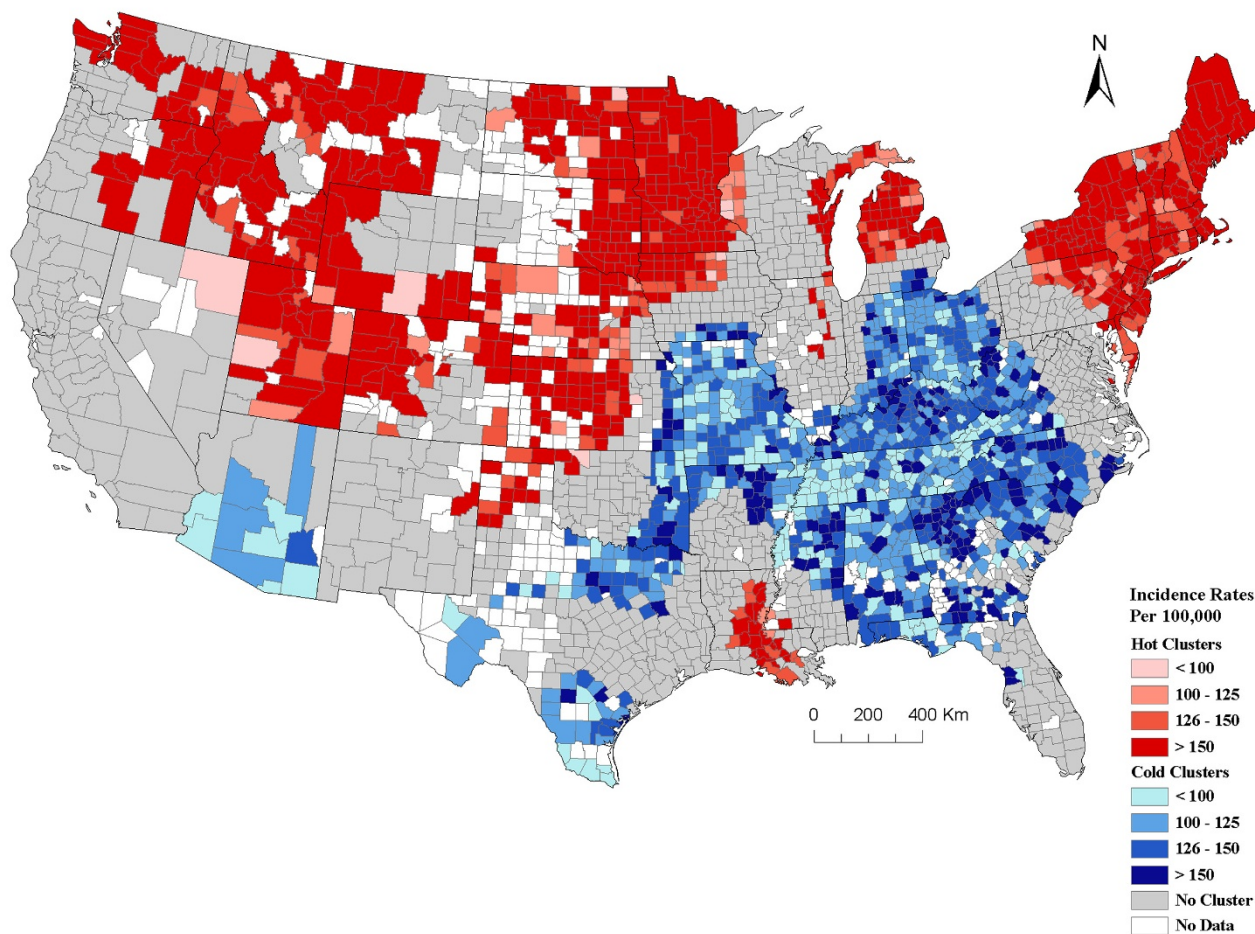 N
0 200 400 Km
Incidence Rates
Per 100,000
Hot Clusters
< 100
100 - 125
126 - 150
> 150
Cold Clusters
< 100
100 - 125
126 - 150
> 150
No Cluster
No Data